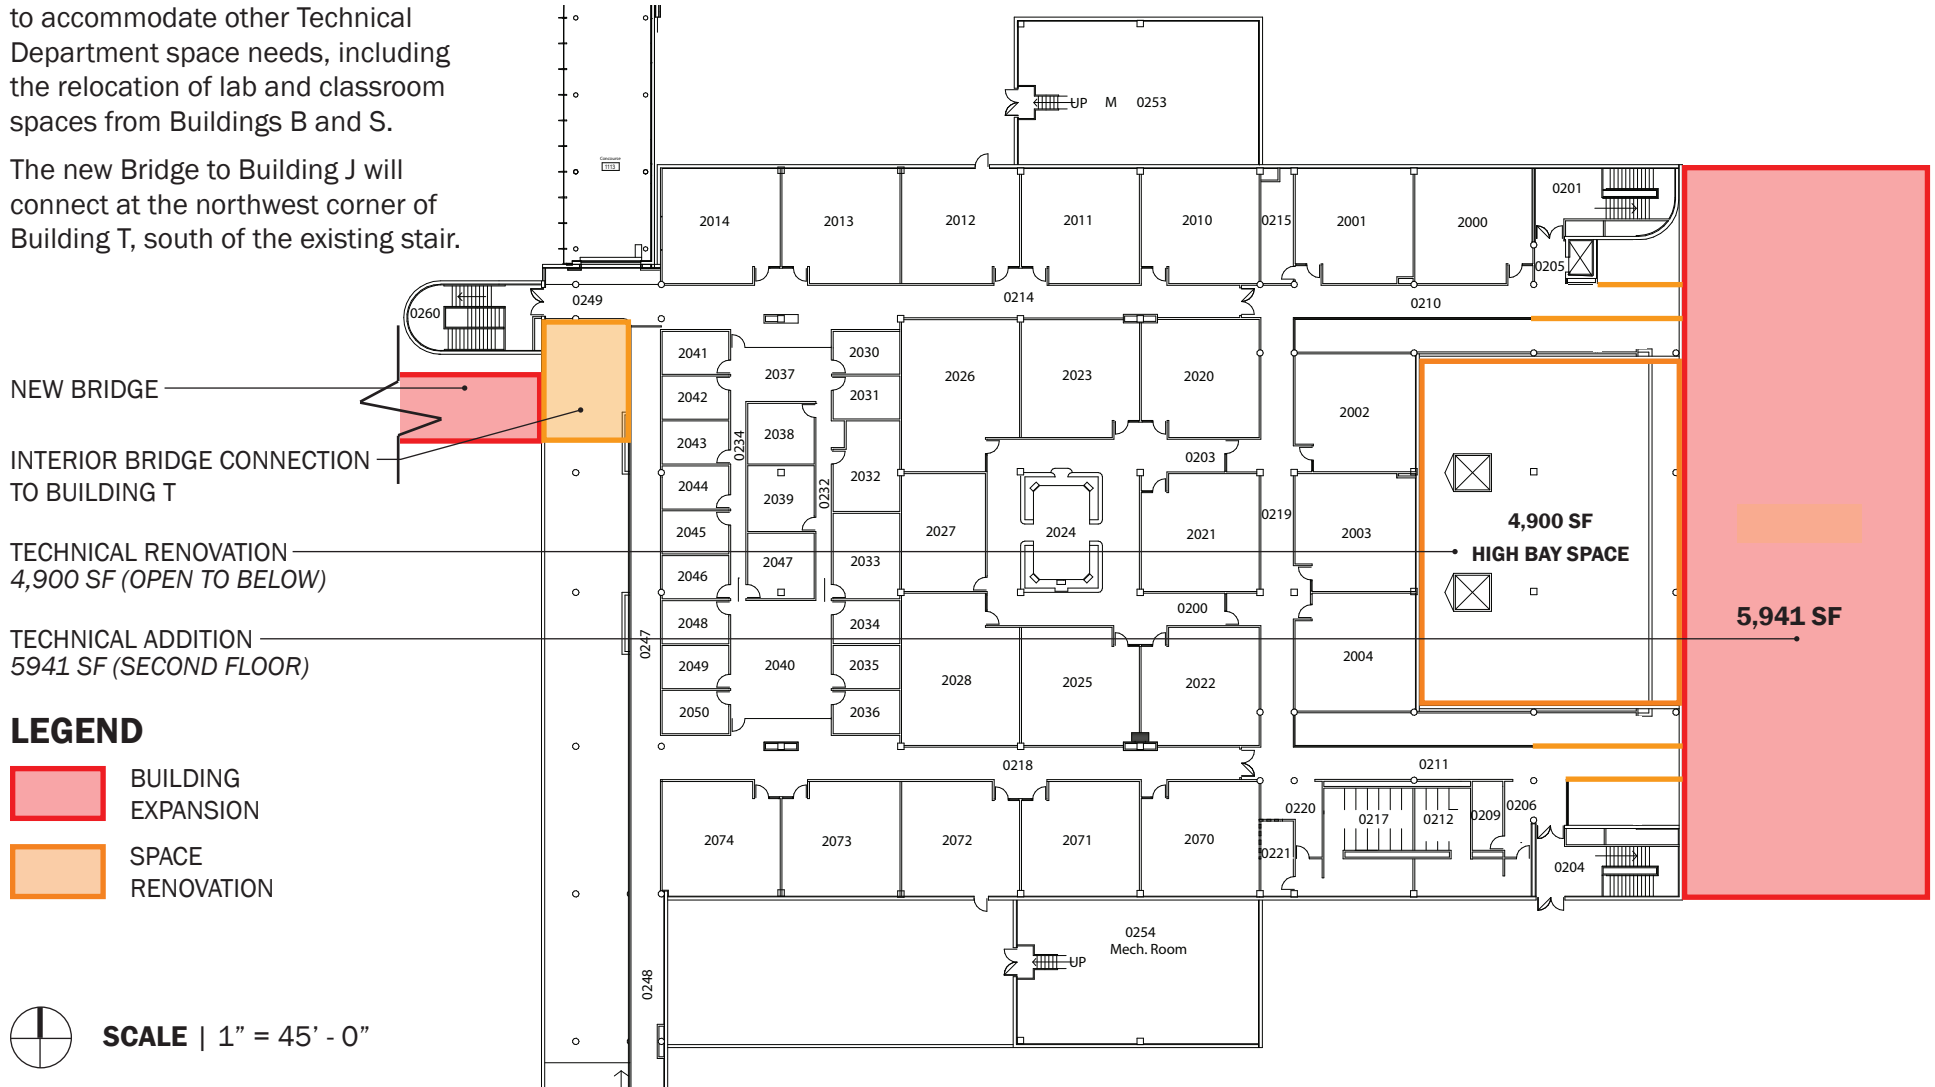 to accommodate other Technical
Department space needs, including
the relocation of lab and classroom
spaces from Buildings B and S.
The new Bridge to Building J will
connect at the northwest corner of
Building T, south of the existing stair.
NEW BRIDGE
INTERIOR BRIDGE CONNECTION
TO BUILDING T
TECHNICAL RENOVATION
4,900 SF (OPEN TO BELOW)
TECHNICAL ADDITION
5941 SF (SECOND FLOOR)
LEGEND
BUILDING
EXPANSION
SPACE
RENOVATION
SCALE | 1” = 45’ - 0”
Concourse
1113
UP M 0253
2014 2013 2012 2011 2010 0215 2001 2000 0201
0205
0249 0214 0210
0260
2041 2030
2037
2042 2031
2026 2023 2020
2002
2043 0234 2038
0203
2044 2039 0232 2032
2045 2027 2024 2021 0219 2003
4,900 SF
HIGH BAY SPACE
2046 2047 2033
0200
2048 2034
5,941 SF
0247
2049 2040 2035
2028 2025 2022 2004
2050 2036
0218 0211
0220 0217 0212 0209 0206
2074 2073 2072 2071 2070 0221 0204
0254
Mech. Room
UP
0248